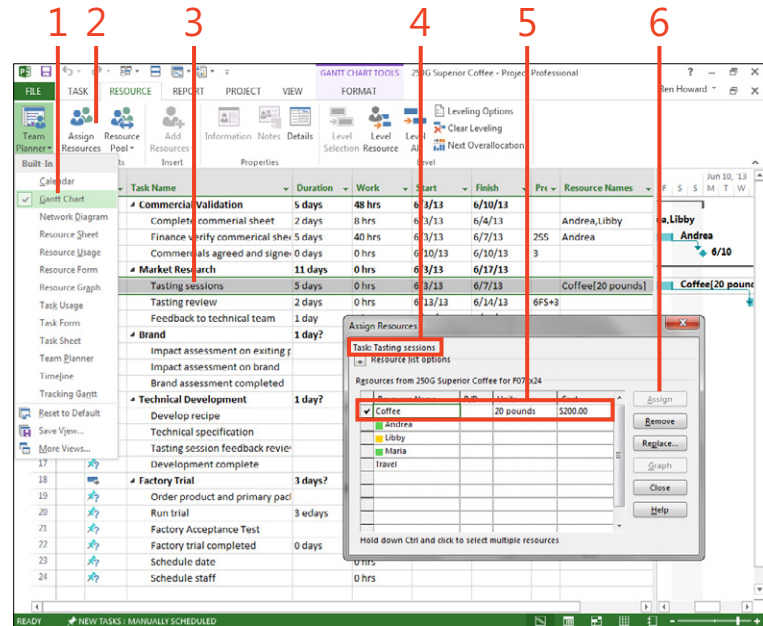 1 2 3 4 5 6
GANTT CHART TOOLS 250G Superior Coffee - Project Professional
FILE TASK RESOURCE REPORT PROJECT VIEW FORMAT Ben Howard
Team Planner Assign Resources Resource Pool Add Resources Information Notes Details Level Selection Level Resource Level All
Leveling Options
Clear Leveling
Next Overallocation
Insert Properties Level
Built-In
Calendar
Gantt Chart
Network Diagram
Resource Sheet
Resource Usage
Resource Form
Resource Graph
Task Usage
Task Form
Task Sheet
Team Planner
Timeline
Tracking Gantt
Reset to Default
Save View...
More Views...
Task Name Duration Work Start Finish Pre Resource Names
Jun 10, '13
F S S M T W
Commercial Validation 5 days 48 hrs 6/3/13 6/10/13
Complete commerial sheet 2 days 8 hrs 6/3/13 6/4/13 Andrea,Libby
a,Libby
Finance verify commerical shee 5 days 40 hrs 6/3/13 6/7/13 2SS Andrea
Andrea
Commercials agreed and signe 0 days 0 hrs 6/10/13 6/10/13 3
6/10
Market Research 11 days 0 hrs 6/3/13 6/17/13
Tasting sessions 5 days 0 hrs 6/3/13 6/7/13 Coffee[20 pounds]
Coffee[20 pound
Tasting review 2 days 0 hrs 6/13/13 6/14/13 6FS+3
Feedback to technical team 1 day
Brand 1 day?
Impact assessment on exiting p
Impact assessment on brand
Brand assessment completed
Technical Development 1 day?
Develop recipe
Technical specification
Tasting session feedback revie
17 Development complete
18 Factory Trial 3 days?
19 Order product and primary pacl
20 Run trial 3 edays
21 Factory Acceptance Test
22 Factory trial completed 0 days
23 Schedule date 0 hrs
24 Schedule staff 0 hrs
Assign Resources
Task: Tasting sessions
Resource list options
Resources from 250G Superior Coffee for F07x24
Resource Name R/D Units Cost
Coffee 20 pounds $200.00
Andrea
Libby
Maria
Travel
Assign
Remove
Replace...
Graph
Close
Help
Hold down Ctrl and click to select multiple resources
READY NEW TASKS : MANUALLY SCHEDULED